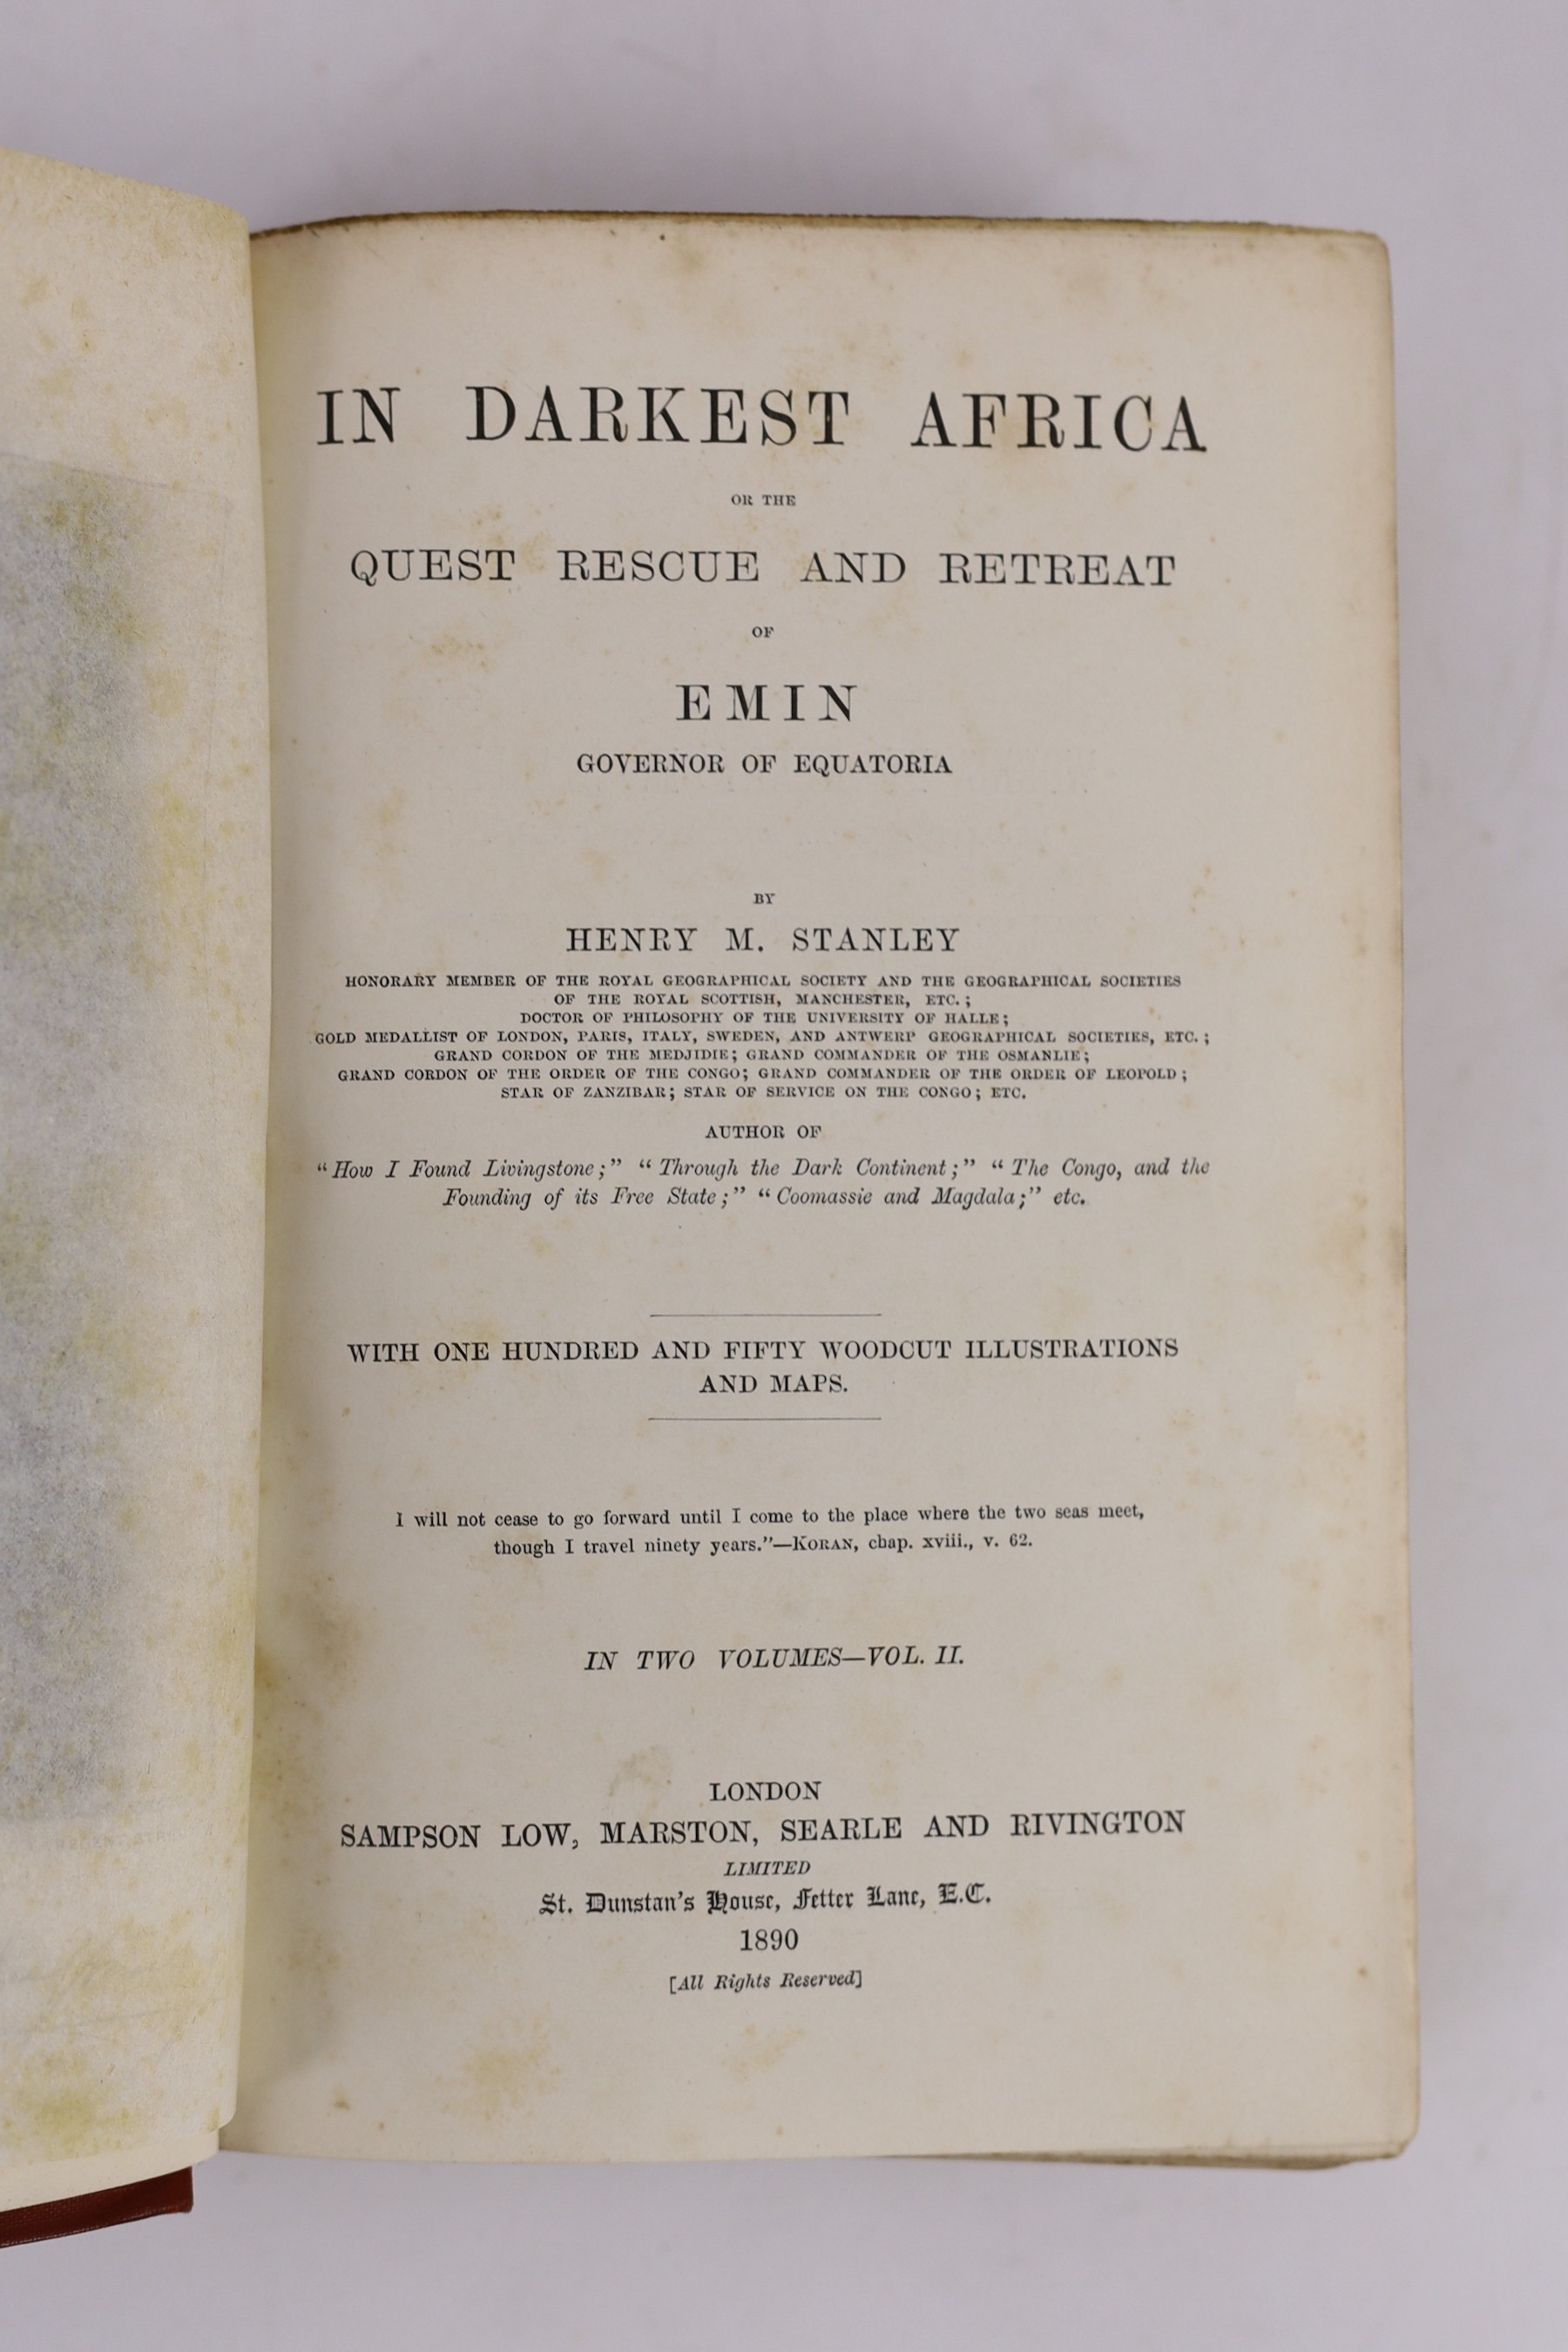 IN DARKEST AFRICA
OR THE
QUEST RESCUE AND RETREAT
OF
EMIN
GOVERNOR OF EQUATORIA
BY
HENRY M. STANLEY
HONORARY MEMBER OF THE ROYAL GEOGRAPHICAL SOCIETY AND THE GEOGRAPHICAL SOCIETIES
OF THE ROYAL SCOTTISH, MANCHESTER, ETC.;
DOCTOR OF PHILOSOPHY OF THE UNIVERSITY OF HALLE;
GOLD MEDALLIST OF LONDON, PARIS, ITALY, SWEDEN, AND ANTWERP GEOGRAPHICAL SOCIETIES, ETC.;
GRAND CORDON OF THE MEDJIDIE; GRAND COMMANDER OF THE OSMANLIE;
GRAND CORDON OF THE ORDER OF THE CONGO; GRAND COMMANDER OF THE ORDER OF LEOPOLD;
STAR OF ZANZIBAR; STAR OF SERVICE ON THE CONGO; ETC.
AUTHOR OF
“How I Found Livingstone;” “Through the Dark Continent;” “The Congo, and the
Founding of its Free State;” “Coomassie and Magdala;” etc.
WITH ONE HUNDRED AND FIFTY WOODCUT ILLUSTRATIONS
AND MAPS.
I will not cease to go forward until I come to the place where the two seas meet,
though I travel ninety years.”—KORAN, chap. xviii., v. 62.
IN TWO VOLUMES—VOL. II.
LONDON
SAMPSON LOW, MARSTON, SEARLE AND RIVINGTON
LIMITED
St. Dunstan’s House, Fetter Lane, E.C.
1890
[All Rights Reserved]